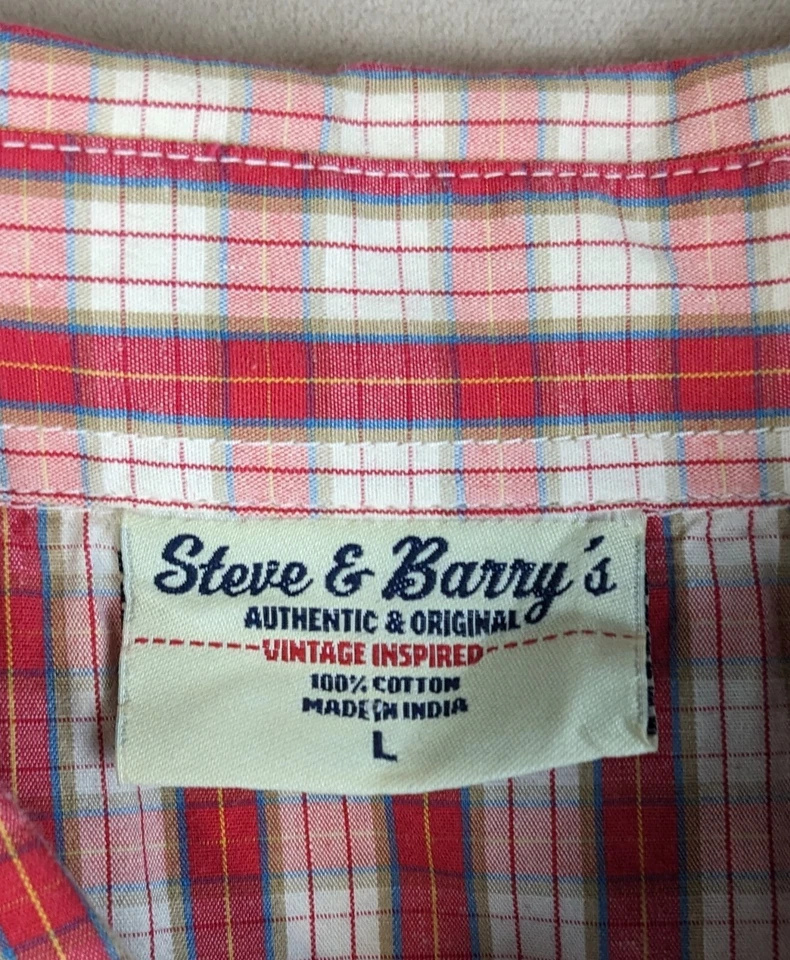 Steve & Barry's
AUTHENTIC & ORIGINAL
VINTAGE INSPIRED
100% COTTON
MADE IN INDIA
L